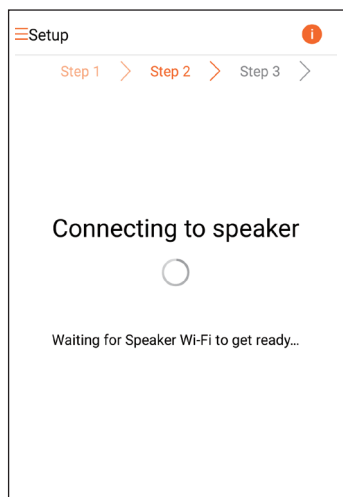 Setup
Step 1 Step 2 Step 3
Connecting to speaker
Waiting for Speaker Wi-Fi to get ready...